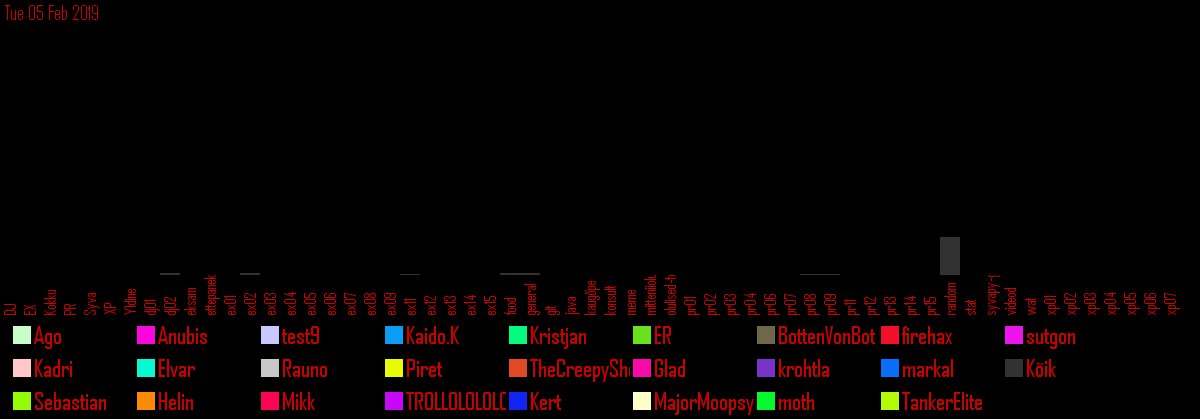 Tue 05 Feb 2019
DJ EX Kokku PR Syva XP Yldine dj01 dj02 eksam ettepanek ex01 ex02 ex03 ex04 ex05 ex06 ex07 ex08 ex09 ex11 ex12 ex13 ex14 ex15 food general git java kaugõpe konsult meme mitteriiol olulised-h pr01 pr02 pr03 pr04 pr06 pr07 pr08 pr09 pr11 pr12 pr13 pr14 pr15 random stat videod wat xp01 xp02 xp03 xp04 xp05 xp06 xp07
Ago Anubis test9 Kaido.K Kristjan ER BottenVonBot firehax sutgon
Kadri Elvar Rauno Piret TheCreepySh Glad krohtla markal Kõik
Sebastian Helin Mikk TROLLOLOLOLO Kert MajorMoopsy moth TankerElite